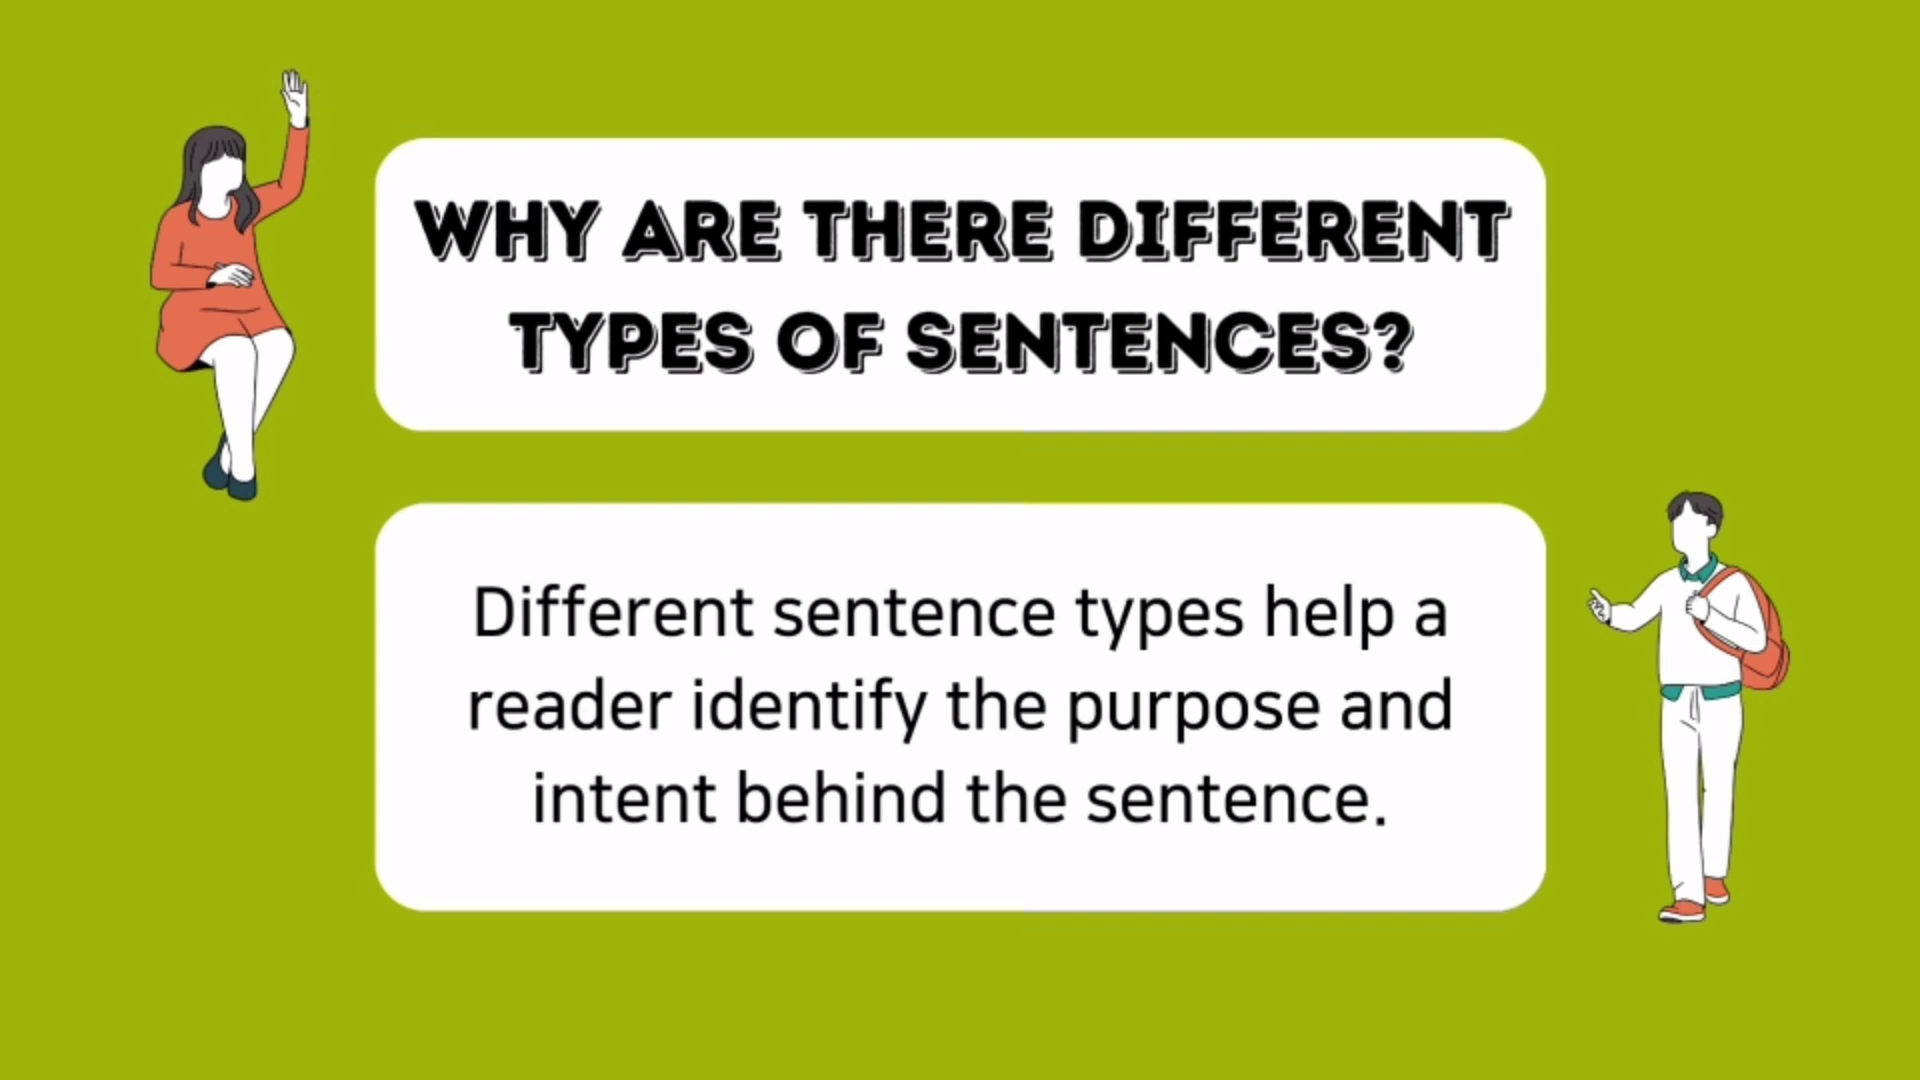 WHY ARE THERE DIFFERENT
TYPES OF SENTENCES?
Different sentence types help a
reader identify the purpose and
intent behind the sentence.